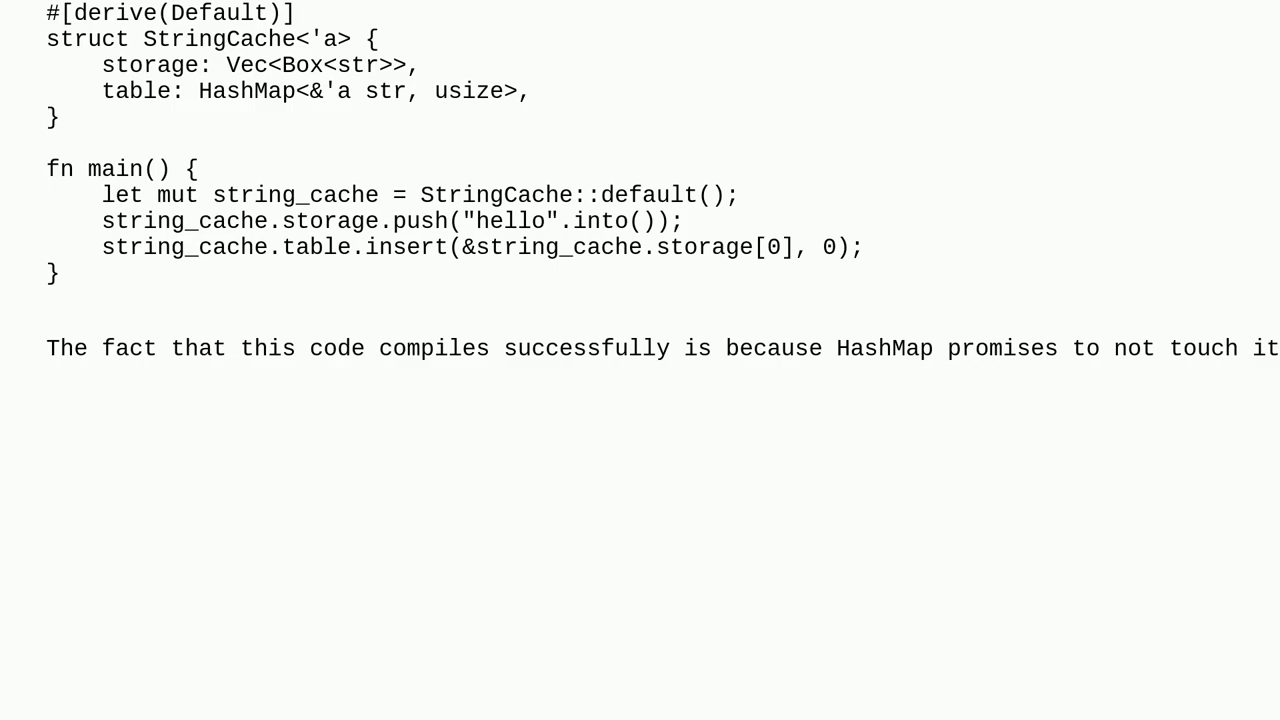 #[derive(Default)]
struct StringCache<'a> {
    storage: Vec<Box<str>>,
    table: HashMap<&'a str, usize>,
}

fn main() {
    let mut string_cache = StringCache::default();
    string_cache.storage.push("hello".into());
    string_cache.table.insert(&string_cache.storage[0], 0);
}

The fact that this code compiles successfully is because HashMap promises to not touch it